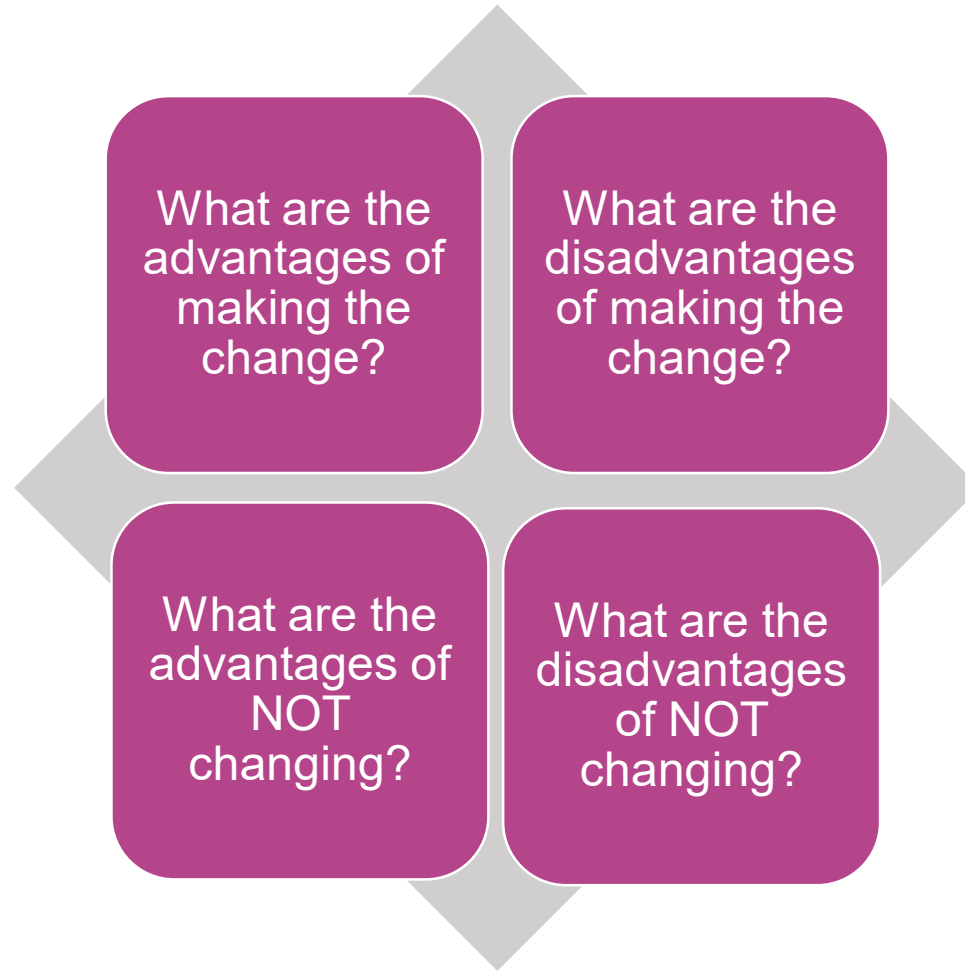 What are the
advantages of
making the
change?
What are the
disadvantages
of making the
change?
What are the
advantages of
NOT
changing?
What are the
disadvantages
of NOT
changing?